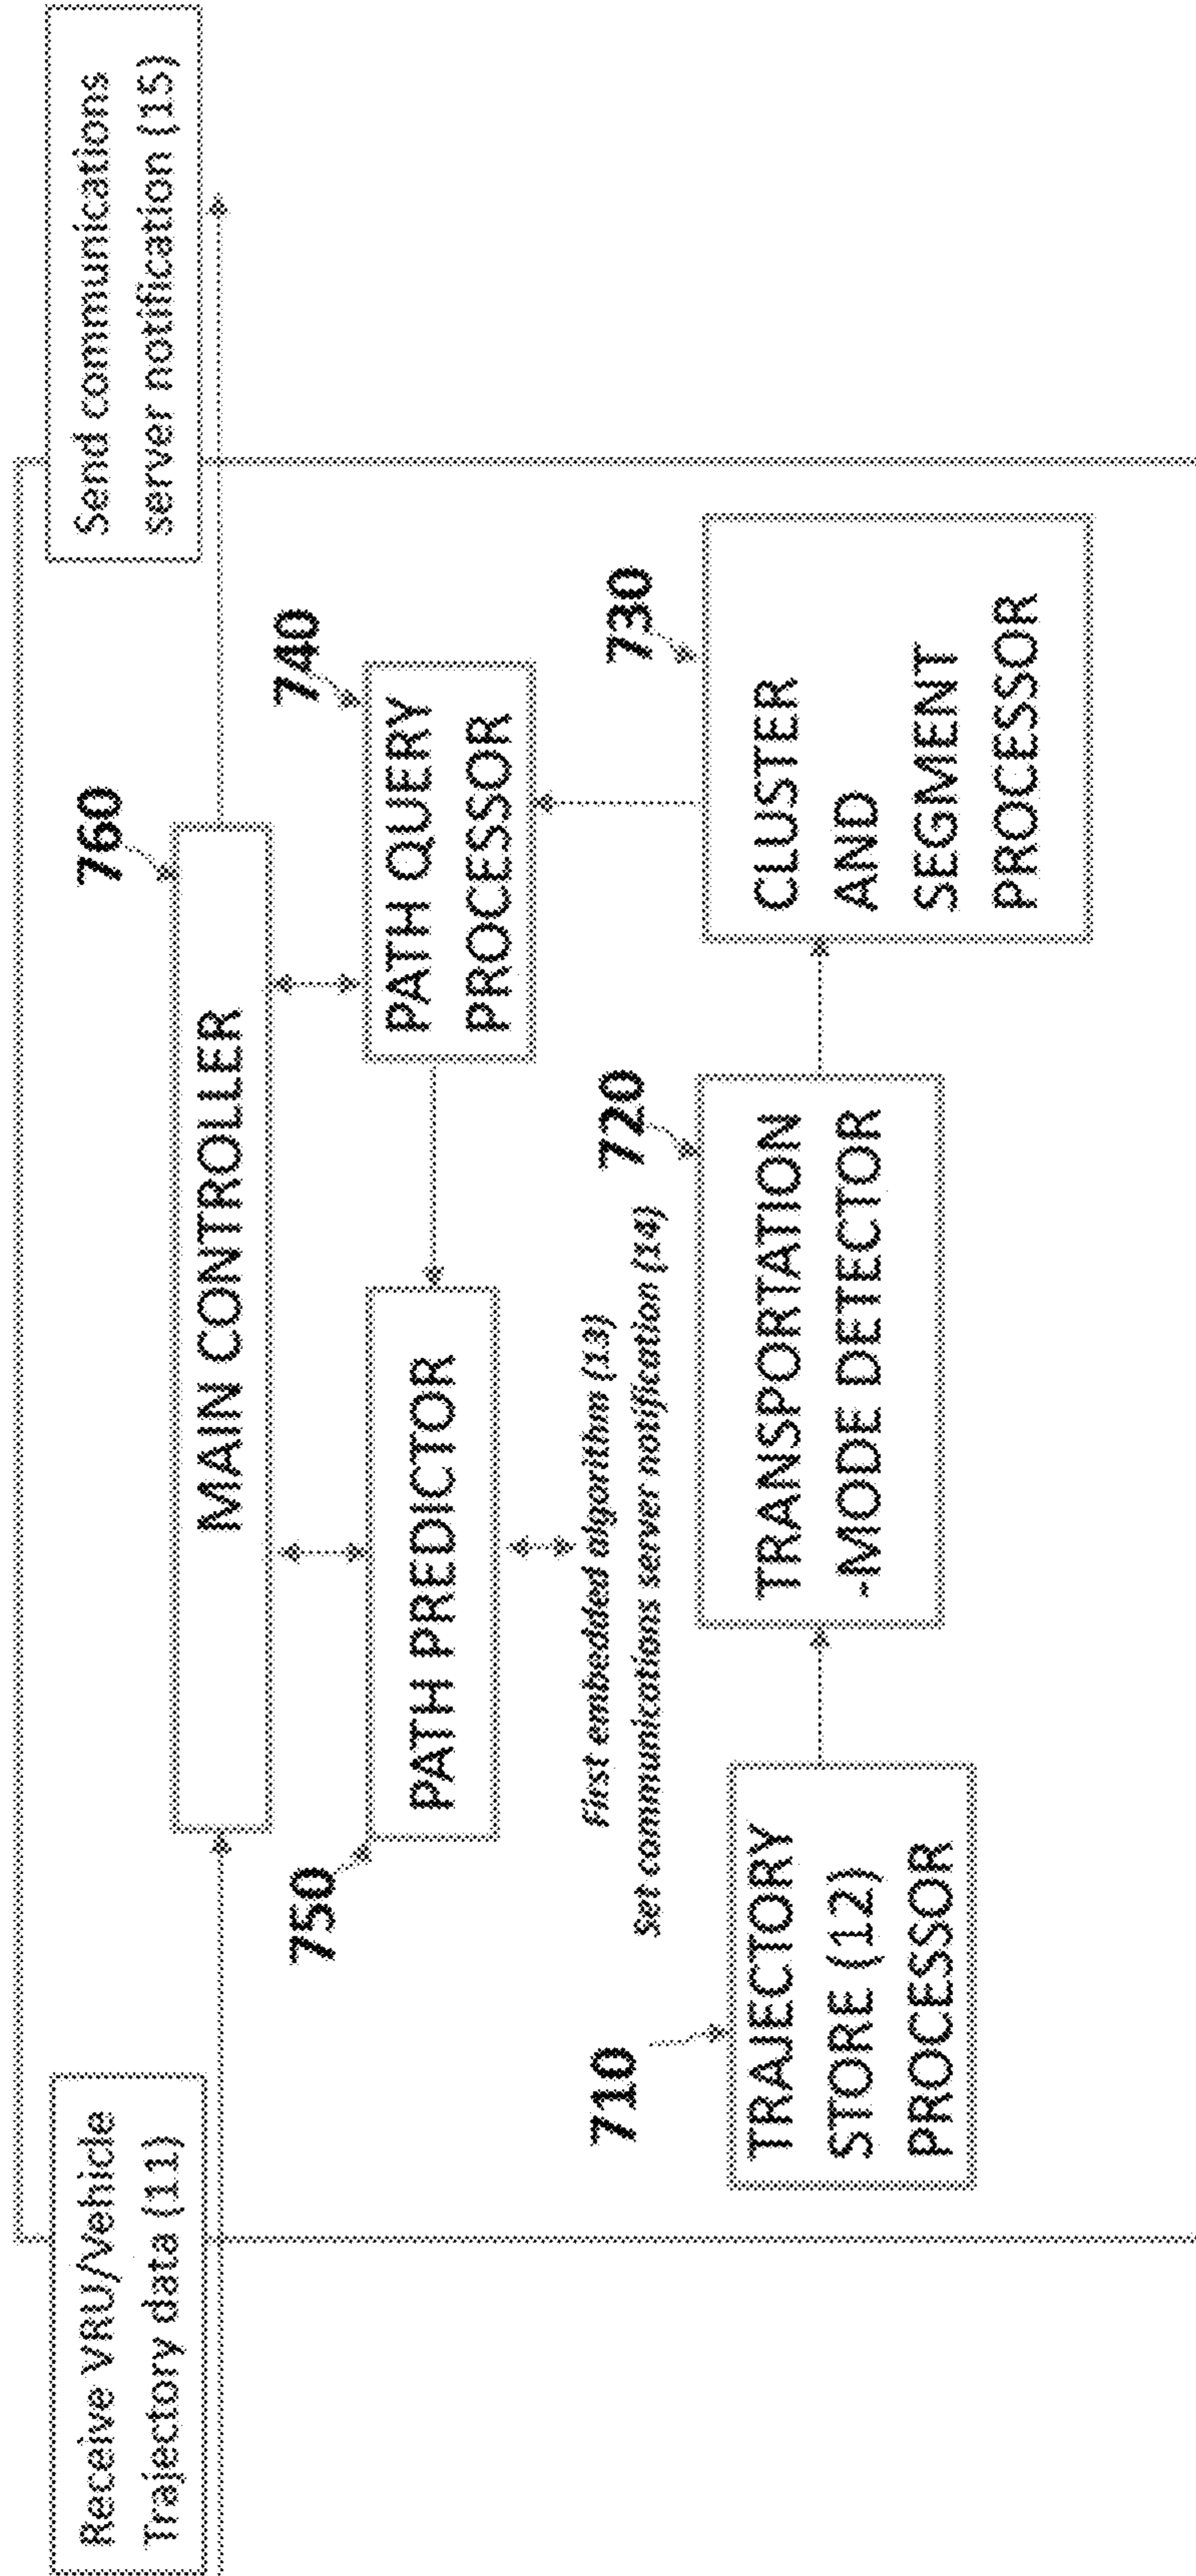 Receive VRU/Vehicle
Trajectory data (11)
Send communications
server notification (15)
760
MAIN CONTROLLER
750
PATH PREDICTOR
740
PATH QUERY
PROCESSOR
First embedded algorithm (13)
Set communications server notification (14)
710
TRAJECTORY
STORE (12)
PROCESSOR
720
TRANSPORTATION
-MODE DETECTOR
730
CLUSTER
AND
SEGMENT
PROCESSOR